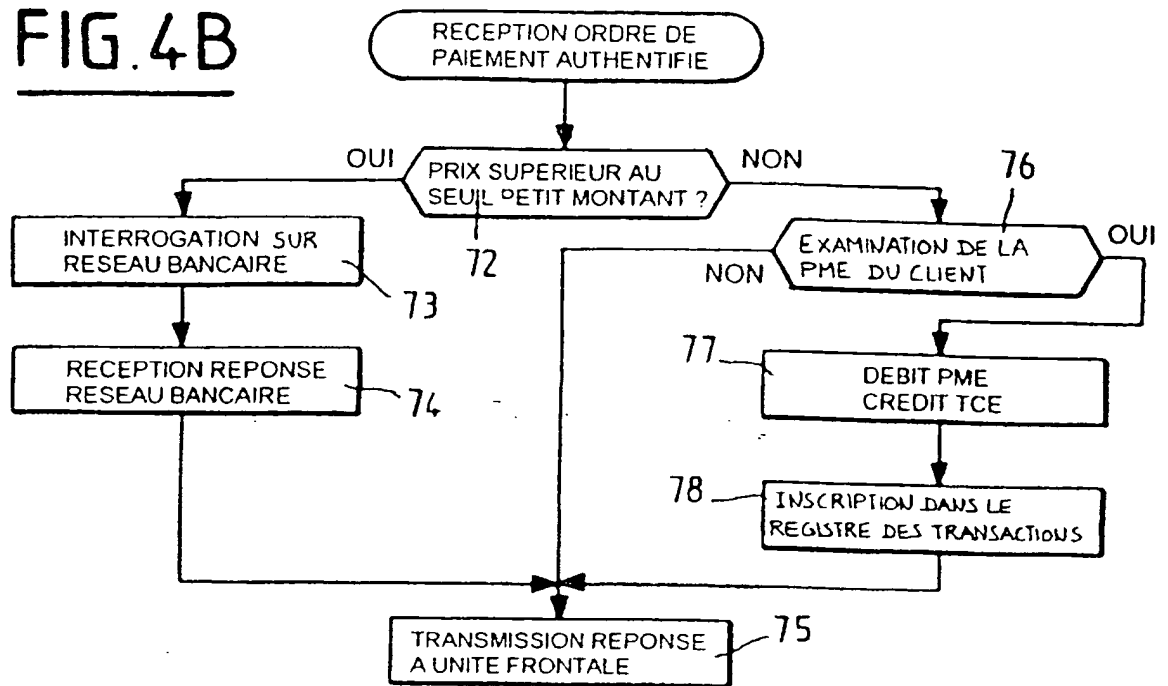 FIG.4B
RECEPTION ORDRE DE
PAIEMENT AUTHENTIFIE
OUI
PRIX SUPERIEUR AU
SEUIL PETIT MONTANT ?
NON
72
76
INTERROGATION SUR
RESEAU BANCAIRE
73
EXAMINATION DE LA
PME DU CLIENT
NON
OUI
RECEPTION REPONSE
RESEAU BANCAIRE
74
77
DEBIT PME
CREDIT TCE
78
INSCRIPTION DANS LE
REGISTRE DES TRANSACTIONS
TRANSMISSION REPONSE
A UNITE FRONTALE
75